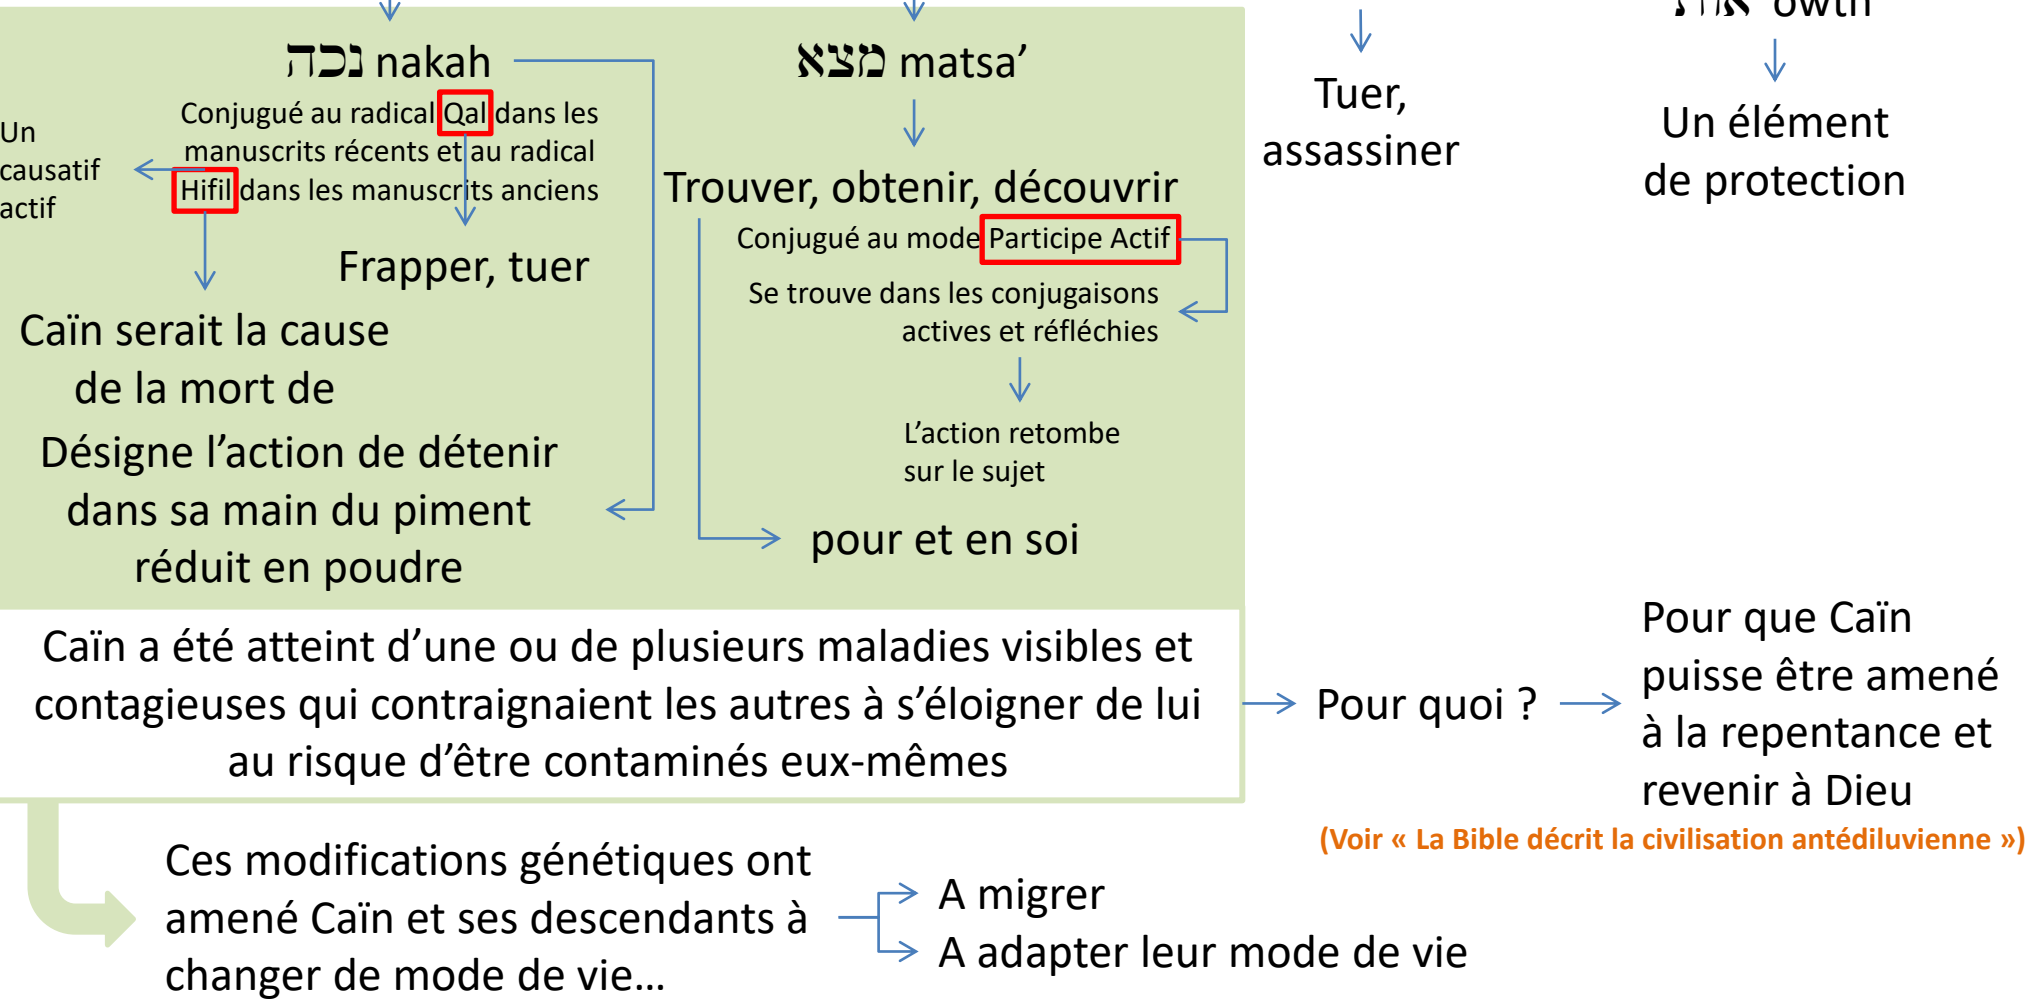 נכה nakah
Conjugué au radical Qal dans les
manuscrits récents et au radical
Hifil dans les manuscrits anciens
Un
causatif
actif
Frapper, tuer
Caïn serait la cause
de la mort de
Désigne l’action de détenir
dans sa main du piment
réduit en poudre
מצא matsa’
Trouver, obtenir, découvrir
Conjugué au mode Participe Actif
Se trouve dans les conjugaisons
actives et réfléchies
L’action retombe
sur le sujet
pour et en soi
Tuer,
assassiner
owth
Un élément
de protection
Caïn a été atteint d’une ou de plusieurs maladies visibles et
contagieuses qui contraignaient les autres à s’éloigner de lui
au risque d’être contaminés eux-mêmes
Pour quoi ?
Pour que Caïn
puisse être amené
à la repentance et
revenir à Dieu
(Voir « La Bible décrit la civilisation antédiluvienne »)
Ces modifications génétiques ont
amené Caïn et ses descendants à
changer de mode de vie…
A migrer
A adapter leur mode de vie